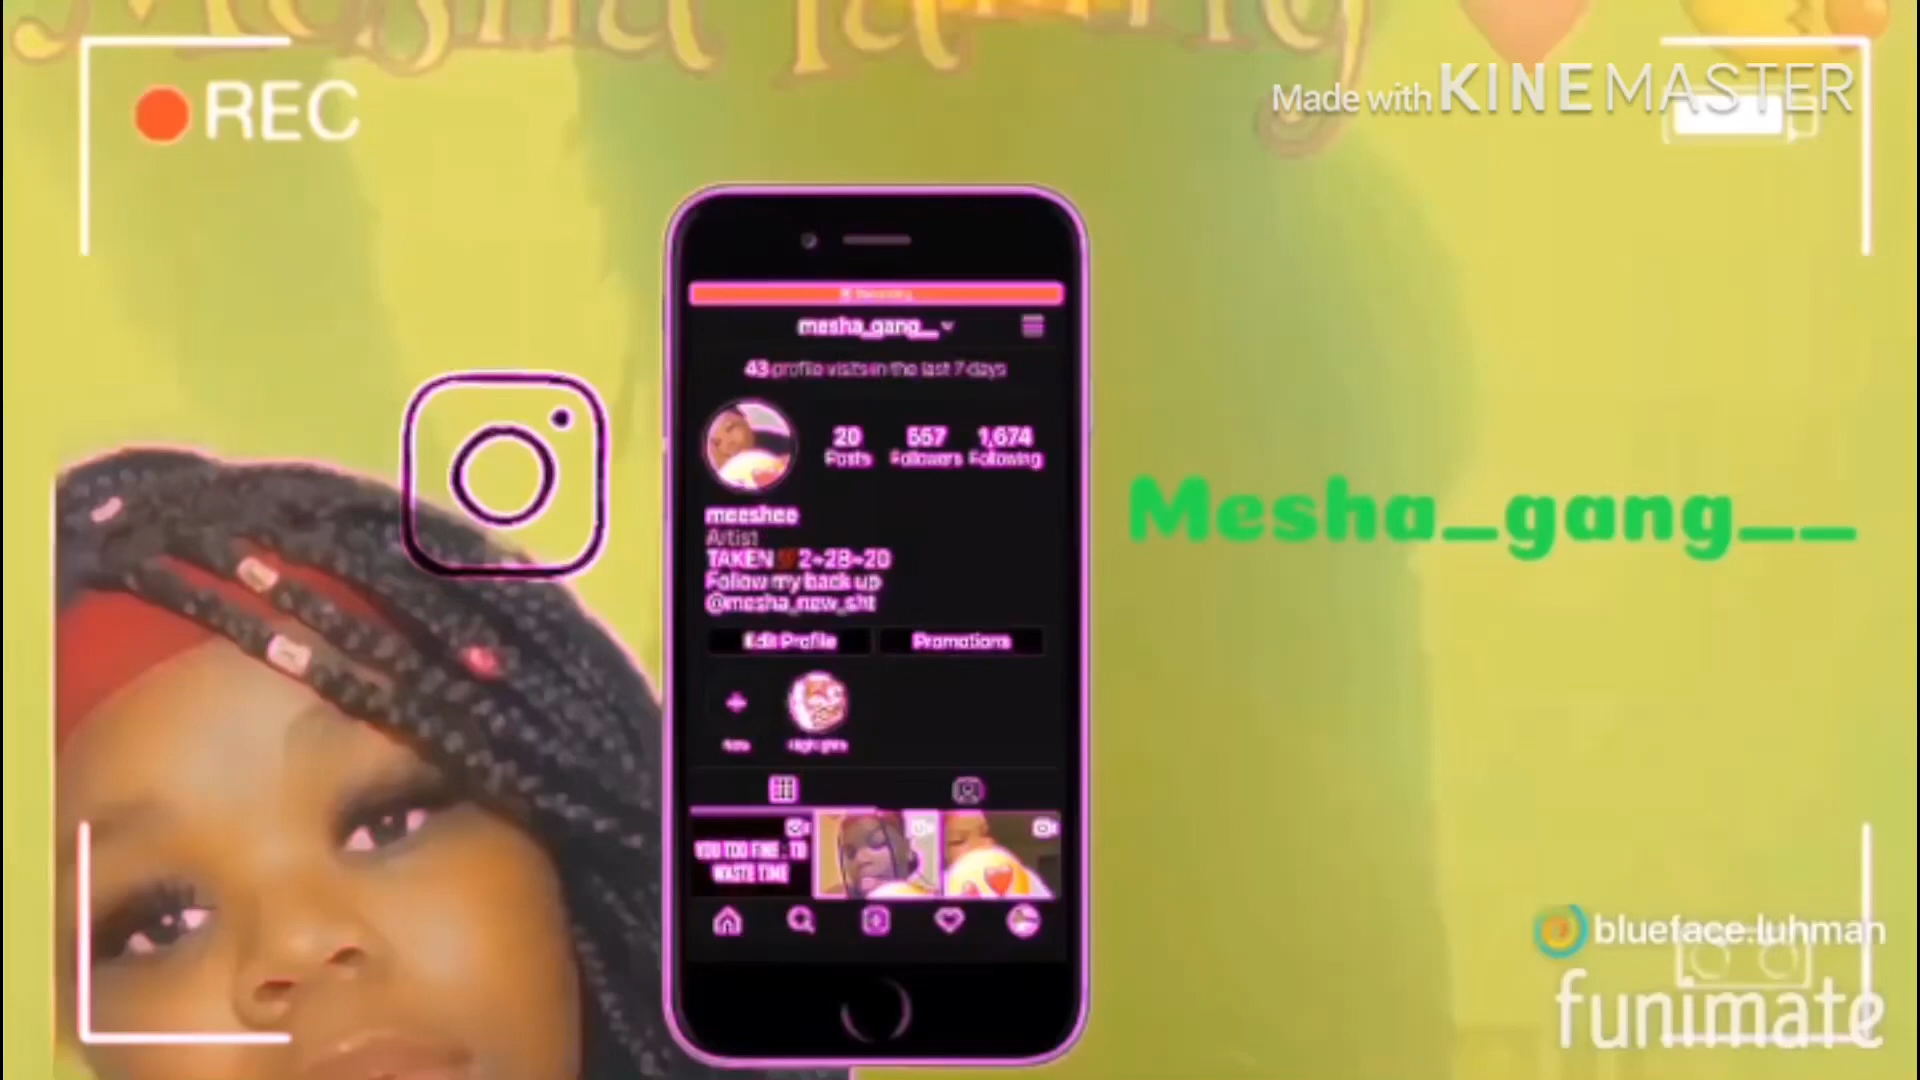 REC
Made with KINEMASTER
mesha_gang__
43 profile visits in the last 7 days
20 557 1,674
Posts Followers Following
meeshee
Artist
TAKEN 💯2~28~20
Follow my back up
@mesha_new_sht
Edit Profile Promotions
New Highlights
YOU TOO FINE . TO
WASTE TIME
Mesha_gang__
blueface.luhman
funimate